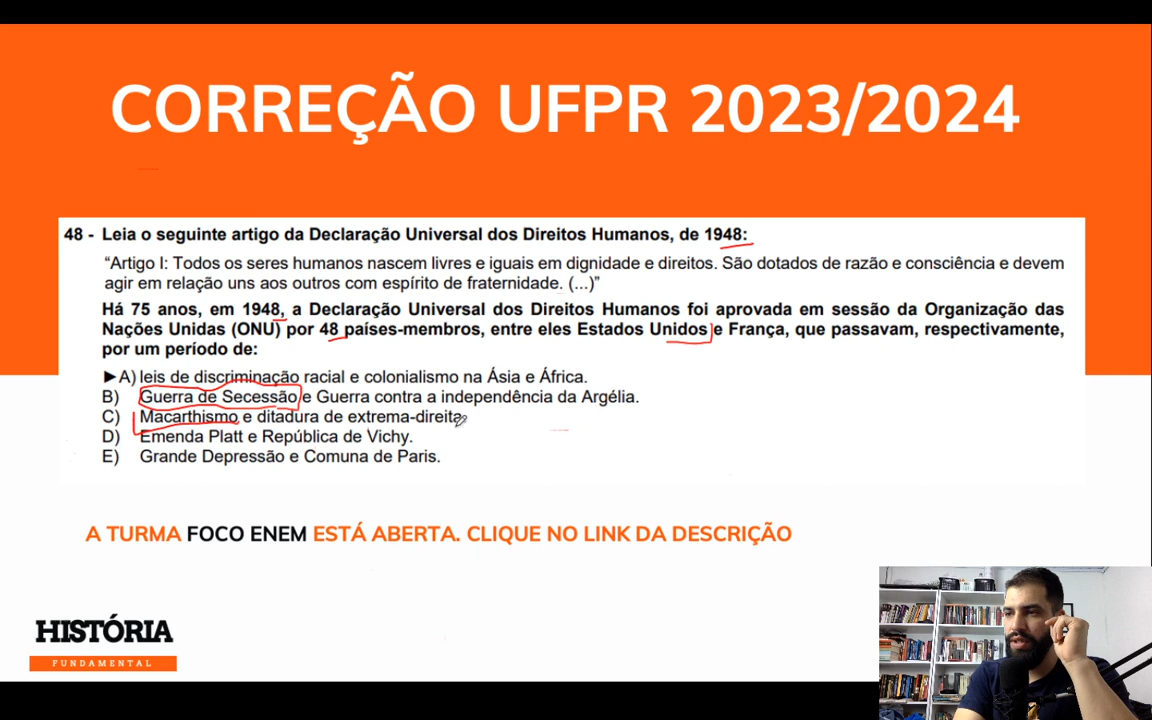 CORREÇÃO UFPR 2023/2024
48 - Leia o seguinte artigo da Declaração Universal dos Direitos Humanos, de 1948:
“Artigo I: Todos os seres humanos nascem livres e iguais em dignidade e direitos. São dotados de razão e consciência e devem
agir em relação uns aos outros com espírito de fraternidade. (...)”
Há 75 anos, em 1948, a Declaração Universal dos Direitos Humanos foi aprovada em sessão da Organização das
Nações Unidas (ONU) por 48 países-membros, entre eles Estados Unidos e França, que passavam, respectivamente,
por um período de:
►A) leis de discriminação racial e colonialismo na Ásia e África.
B) Guerra de Secessão e Guerra contra a independência da Argélia.
C) Macarthismo e ditadura de extrema-direita
D) Emenda Platt e República de Vichy.
E) Grande Depressão e Comuna de Paris.
A TURMA FOCO ENEM ESTÁ ABERTA. CLIQUE NO LINK DA DESCRIÇÃO
HISTÓRIA
FUNDAMENTAL